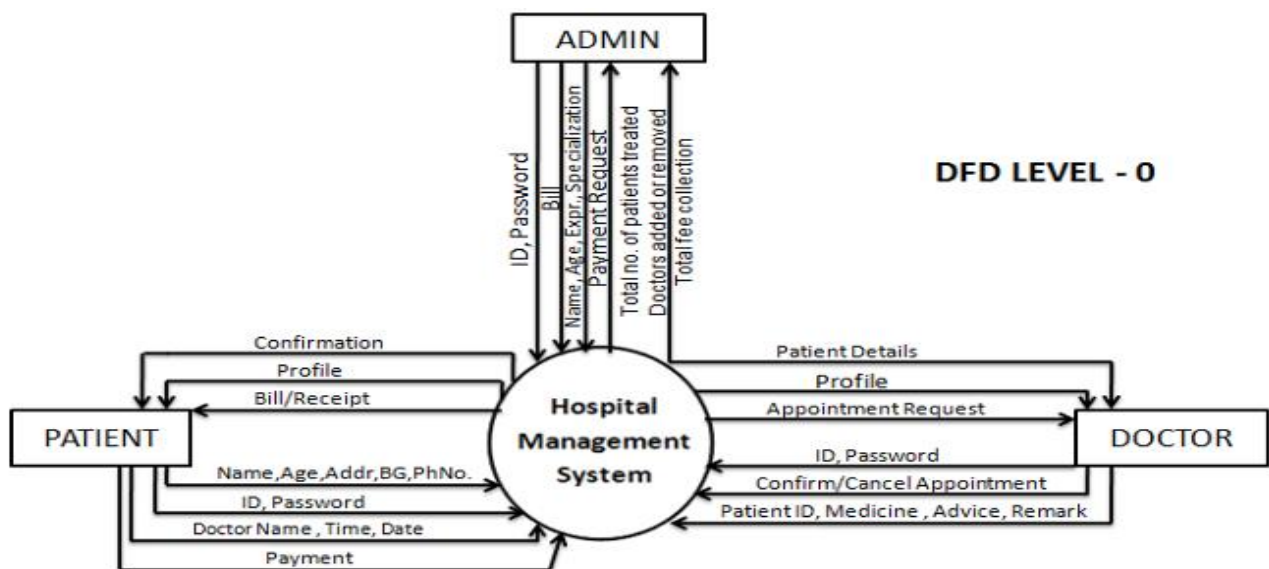 ADMIN
ID, Password
Bill
Name, Age, Expr, Specialization
Payment Request
Total no. of patients treated
Doctors added or removed
Total fee collection
DFD LEVEL - 0
Confirmation
Profile
Bill/Receipt
PATIENT
Name,Age,Addr,BG,PhNo.
ID, Password
Doctor Name , Time, Date
Payment
Hospital
Management
System
Patient Details
Profile
Appointment Request
DOCTOR
ID, Password
Confirm/Cancel Appointment
Patient ID, Medicine , Advice, Remark